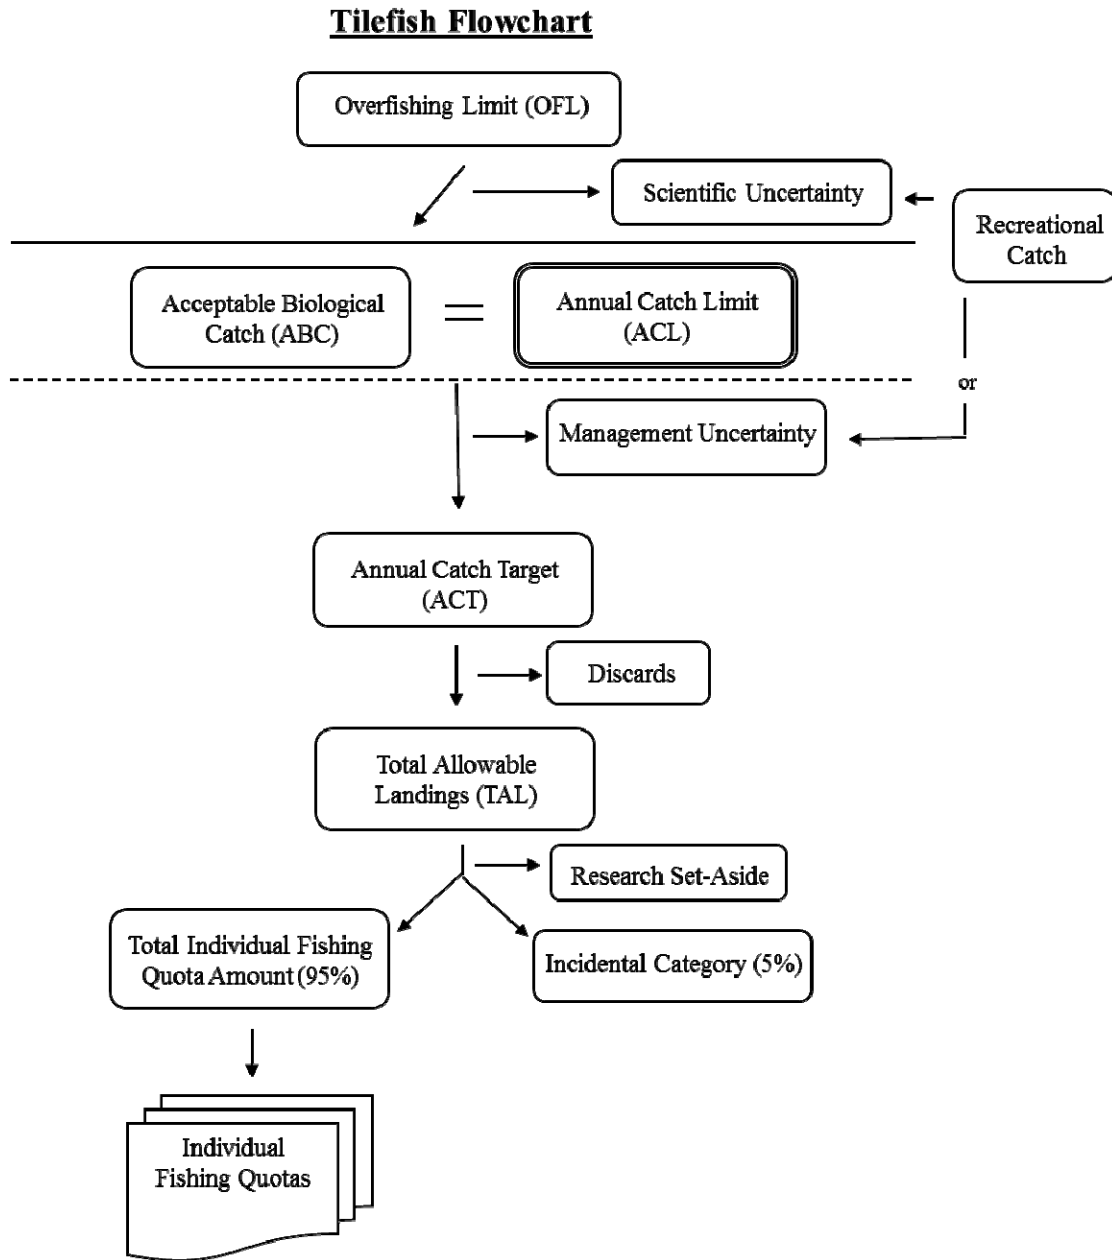 Tilefish Flowchart
Overfishing Limit (OFL)
Scientific Uncertainty
Recreational
Catch
Acceptable Biological
Catch (ABC)
Annual Catch Limit
(ACL)
or
Management Uncertainty
Annual Catch Target
(ACT)
Discards
Total Allowable
Landings (TAL)
Research Set-Aside
Total Individual Fishing
Quota Amount (95%)
Incidental Category (5%)
Individual
Fishing Quotas